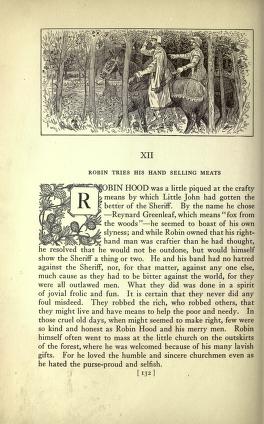 XII
ROBIN TRIES HIS HAND SELLING MEATS
ROBIN HOOD was a little piqued at the crafty
means by which Little John had gotten the
better of the Sheriff. By the name he chose
—Reynard Greenleaf, which means "fox from
the woods"—he seemed to boast of his own
slyness; and while Robin owned that his right-
hand man was craftier than he had thought,
he resolved that he would not be outdone, but would himself
show the Sheriff a thing or two. He and his band had no hatred
against the Sheriff, nor, for that matter, against any one else,
much cause as they had to be bitter against the world, for they
were all outlawed men. What they did was done in a spirit
of jovial frolic and fun. It is certain that they never did any
foul misdeed. They robbed the rich, who robbed others, that
they might live and have means to help the poor and needy. In
those cruel old days, when might seemed to make right, few were
so kind and honest as Robin Hood and his merry men. Robin
himself often went to mass at the little church on the outskirts
of the forest, where he was welcomed because of his many lavish
gifts. For he loved the humble and sincere churchmen even as
he hated the purse-proud and selfish.
[ 132 ]